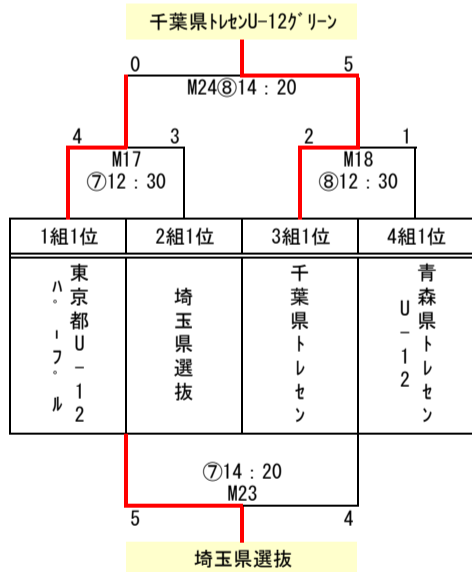 千葉県トレセンU-12グリーン
0
5
M24⑧14：20
4
3
2
1
M17
⑦12：30
M18
⑧12：30
1組1位
2組1位
3組1位
4組1位
東京都U-12
パープル
埼玉県選抜
千葉県トレセン
青森県トレセン
U-12
⑦14：20
M23
5
4
埼玉県選抜